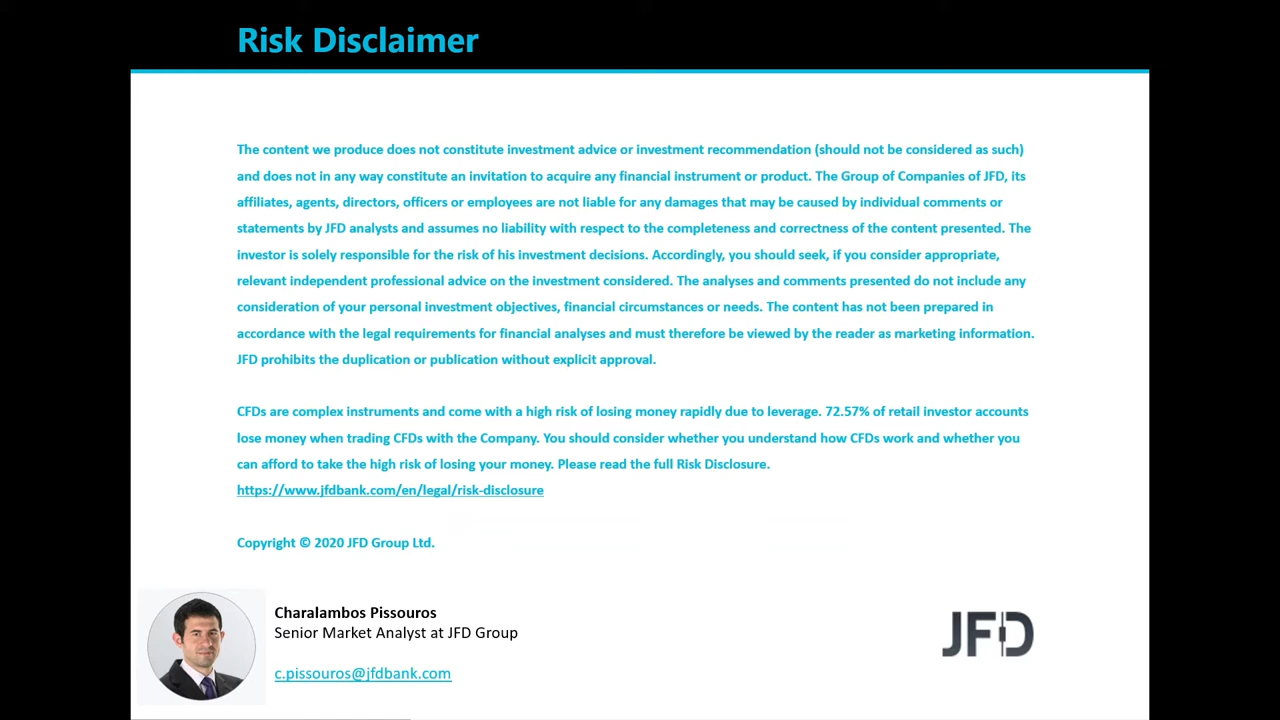 Risk Disclaimer
The content we produce does not constitute investment advice or investment recommendation (should not be considered as such)
and does not in any way constitute an invitation to acquire any financial instrument or product. The Group of Companies of JFD, its
affiliates, agents, directors, officers or employees are not liable for any damages that may be caused by individual comments or
statements by JFD analysts and assumes no liability with respect to the completeness and correctness of the content presented. The
investor is solely responsible for the risk of his investment decisions. Accordingly, you should seek, if you consider appropriate,
relevant independent professional advice on the investment considered. The analyses and comments presented do not include any
consideration of your personal investment objectives, financial circumstances or needs. The content has not been prepared in
accordance with the legal requirements for financial analyses and must therefore be viewed by the reader as marketing information.
JFD prohibits the duplication or publication without explicit approval.
CFDs are complex instruments and come with a high risk of losing money rapidly due to leverage. 72.57% of retail investor accounts
lose money when trading CFDs with the Company. You should consider whether you understand how CFDs work and whether you
can afford to take the high risk of losing your money. Please read the full Risk Disclosure.
https://www.jfdbank.com/en/legal/risk-disclosure
Copyright © 2020 JFD Group Ltd.
Charalambos Pissouros
Senior Market Analyst at JFD Group
c.pissouros@jfdbank.com
JFD